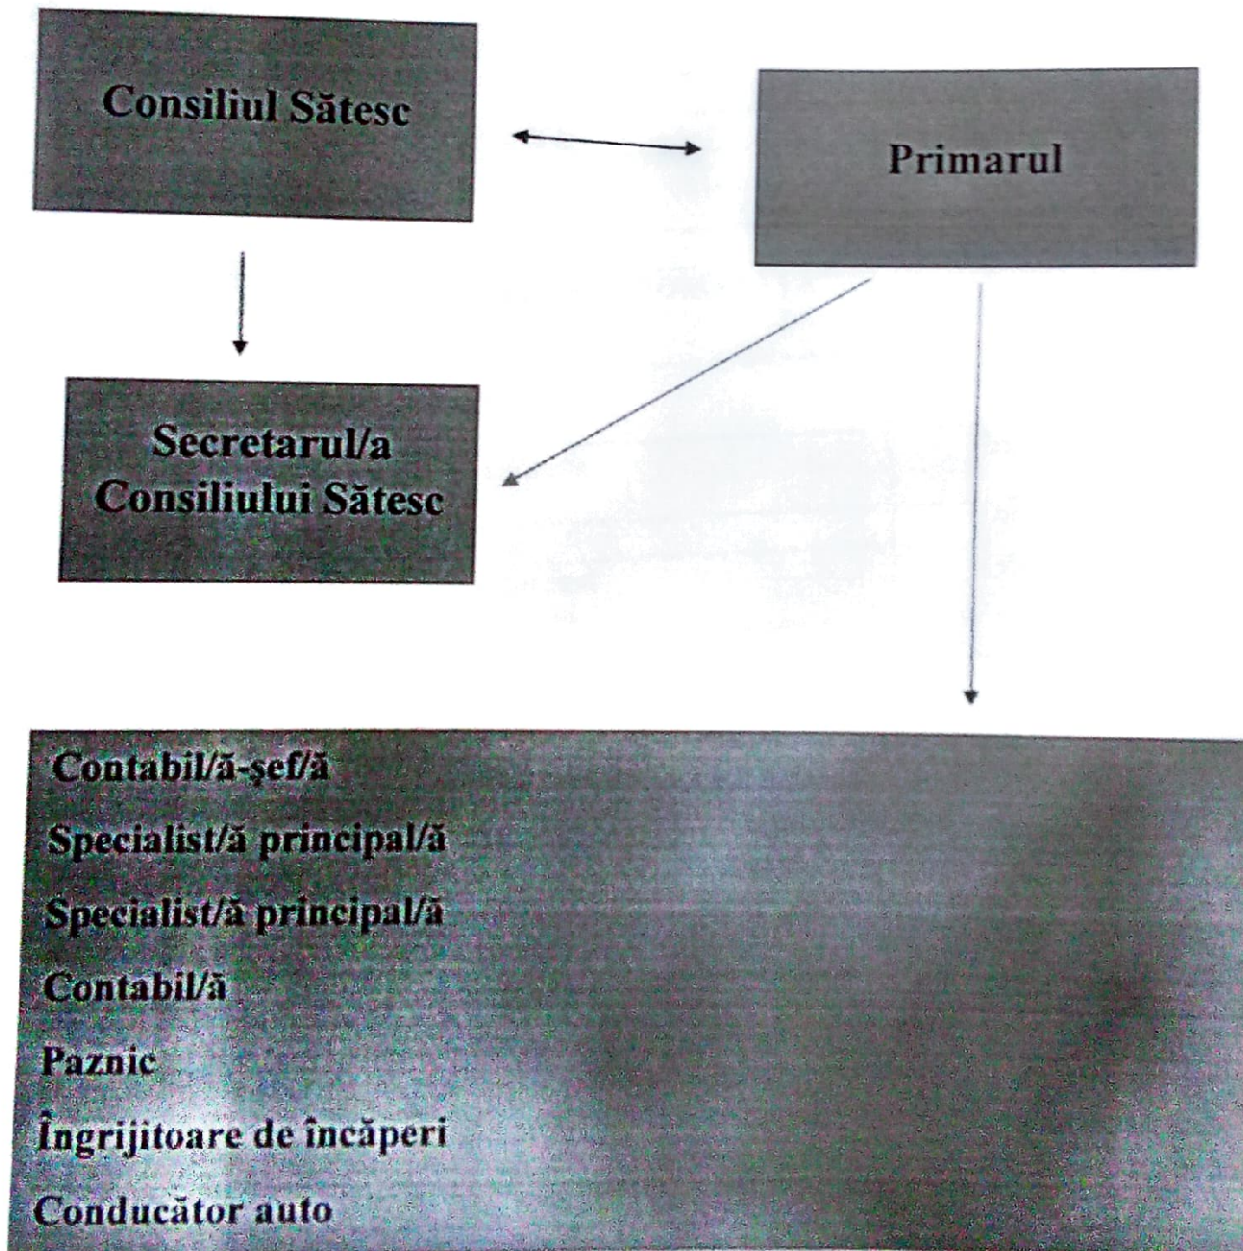 Consiliul Sătesc
Primarul
Secretarul/a
Consiliului Sătesc
Contabil/ă-şef/ă
Specialist/ă principal/ă
Specialist/ă principal/ă
Contabil/ă
Paznic
Îngrijitoare de încăperi
Conducător auto